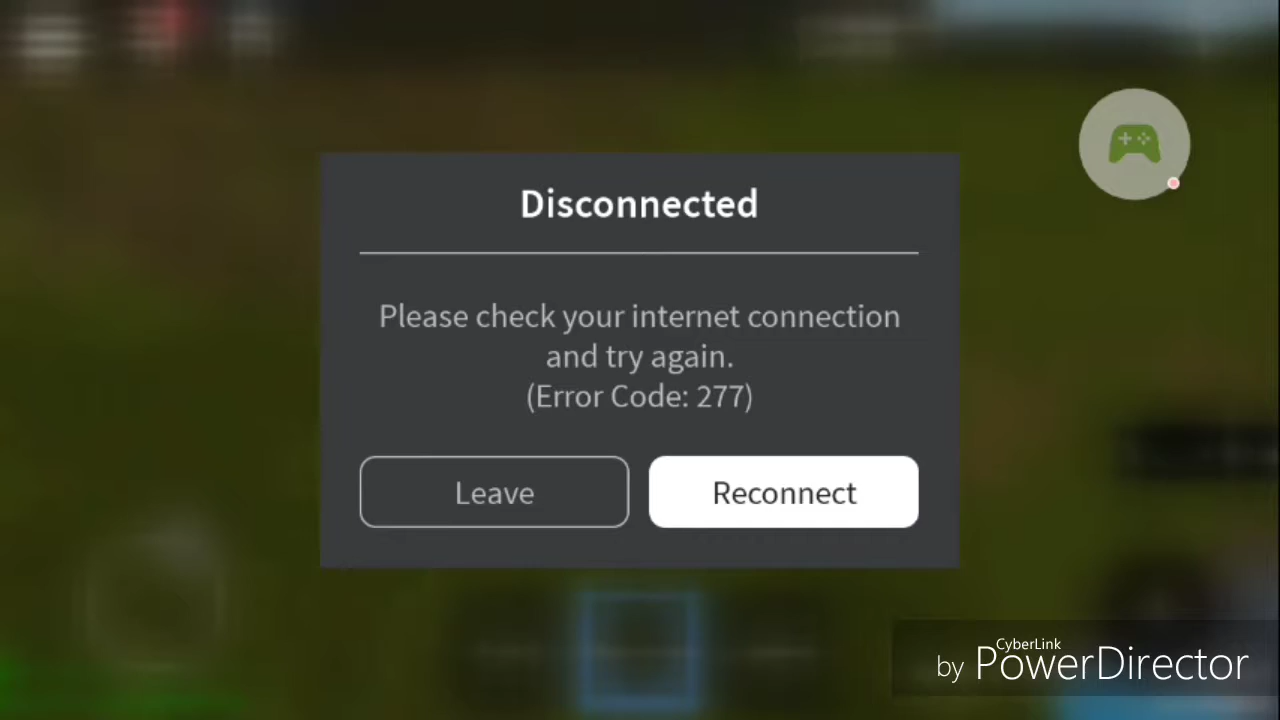 Disconnected
Please check your internet connection
and try again.
(Error Code: 277)
Leave
Reconnect
CyberLink
by PowerDirector